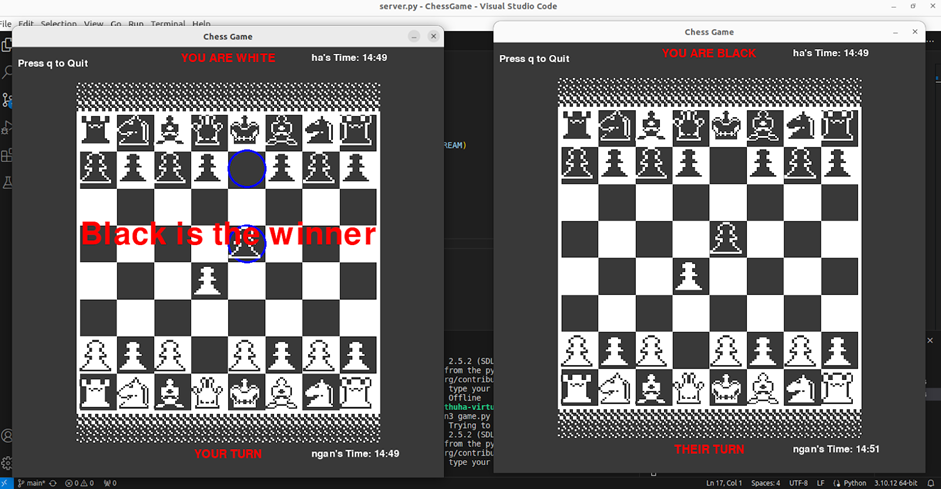 server.py - ChessGame - Visual Studio Code
File Edit Selection View Go Run Terminal Help
Chess Game
Press q to Quit
YOU ARE WHITE
ha's Time: 14:49
Black is the winner
YOUR TURN
ngan's Time: 14:49
Chess Game
Press q to Quit
YOU ARE BLACK
ha's Time: 14:49
THEIR TURN
ngan's Time: 14:51
REAM)
2.5.2 (SDL
from the py
rg/contribu
type your
Offline
thuha-virtu
n3 game.py
Trying to
2.5.2 (SDL
from the py
rg/contribu
type your
main* 0 0 0 Ln 17, Col 1 Spaces: 4 UTF-8 LF Python 3.10.12 64-bit